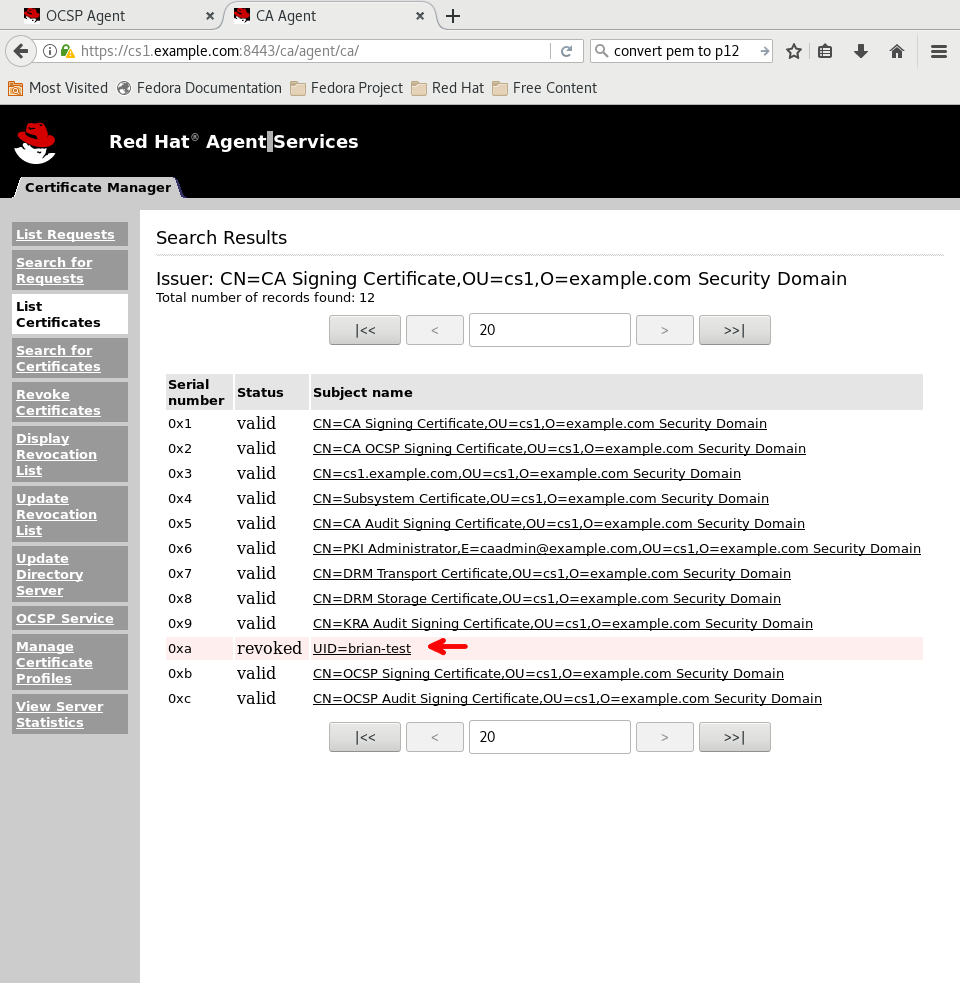 OCSP Agent
CA Agent
https://cs1.example.com:8443/ca/agent/ca/
convert pem to p12
Most Visited
Fedora Documentation
Fedora Project
Red Hat
Free Content
Red Hat® Agent Services
Certificate Manager
List Requests
Search for
Requests
List
Certificates
Search for
Certificates
Revoke
Certificates
Display
Revocation
List
Update
Revocation
List
Update
Directory
Server
OCSP Service
Manage
Certificate
Profiles
View Server
Statistics
Search Results
Issuer: CN=CA Signing Certificate,OU=cs1,O=example.com Security Domain
Total number of records found: 12
|<< < 20 > >>|
Serial number Status Subject name
0x1 valid CN=CA Signing Certificate,OU=cs1,O=example.com Security Domain
0x2 valid CN=CA OCSP Signing Certificate,OU=cs1,O=example.com Security Domain
0x3 valid CN=cs1.example.com,OU=cs1,O=example.com Security Domain
0x4 valid CN=Subsystem Certificate,OU=cs1,O=example.com Security Domain
0x5 valid CN=CA Audit Signing Certificate,OU=cs1,O=example.com Security Domain
0x6 valid CN=PKI Administrator,E=caadmin@example.com,OU=cs1,O=example.com Security Domain
0x7 valid CN=DRM Transport Certificate,OU=cs1,O=example.com Security Domain
0x8 valid CN=DRM Storage Certificate,OU=cs1,O=example.com Security Domain
0x9 valid CN=KRA Audit Signing Certificate,OU=cs1,O=example.com Security Domain
0xa revoked UID=brian-test
0xb valid CN=OCSP Signing Certificate,OU=cs1,O=example.com Security Domain
0xc valid CN=OCSP Audit Signing Certificate,OU=cs1,O=example.com Security Domain
|<< < 20 > >>|